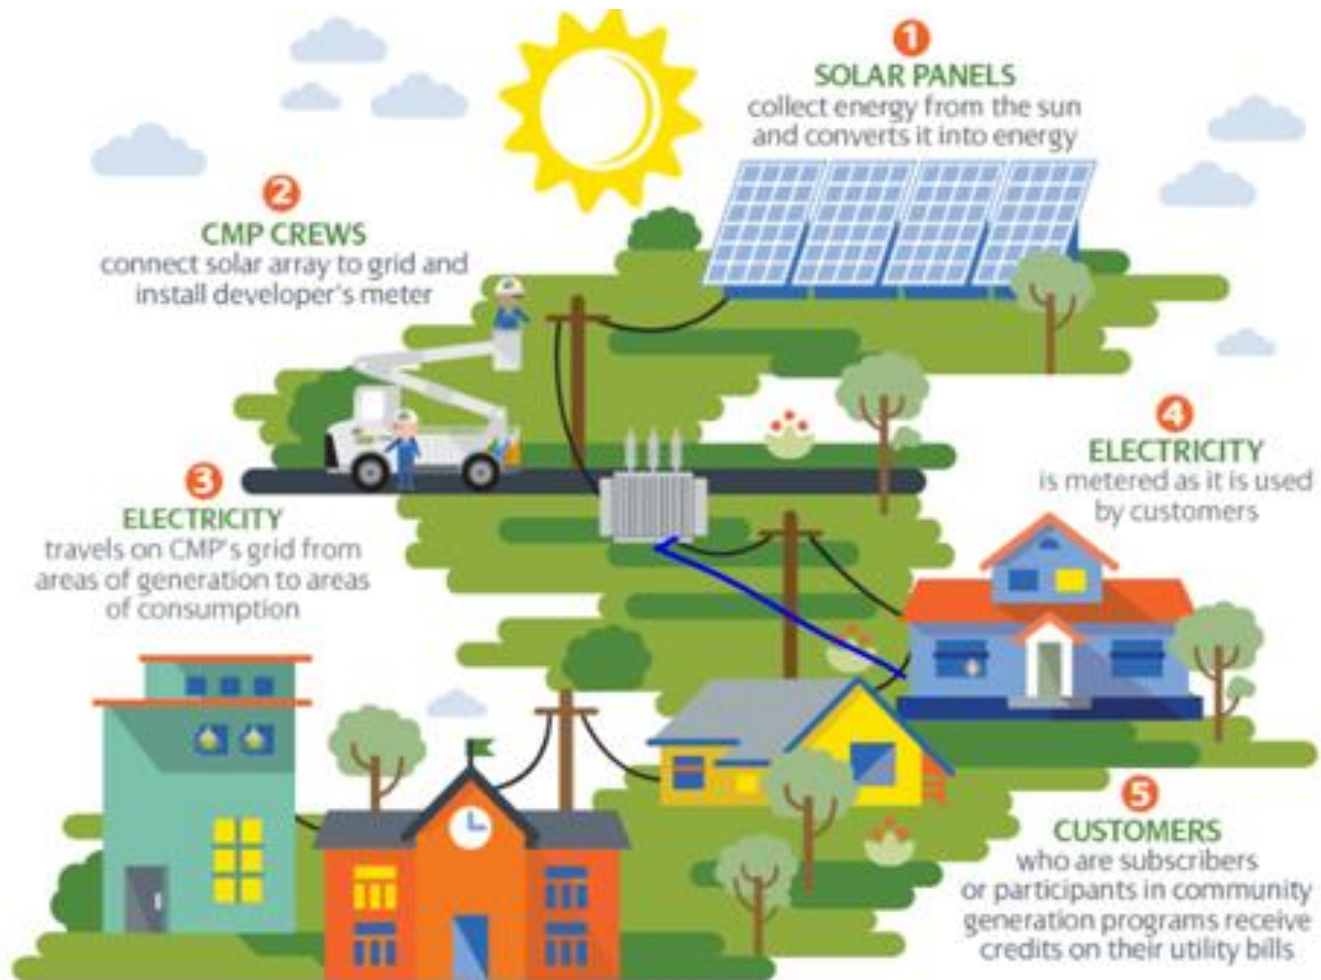 1
SOLAR PANELS
collect energy from the sun
and converts it into energy
2
CMP CREWS
connect solar array to grid and
install developer's meter
3
ELECTRICITY
travels on CMP's grid from
areas of generation to areas
of consumption
4
ELECTRICITY
is metered as it is used
by customers
5
CUSTOMERS
who are subscribers
or participants in community
generation programs receive
credits on their utility bills